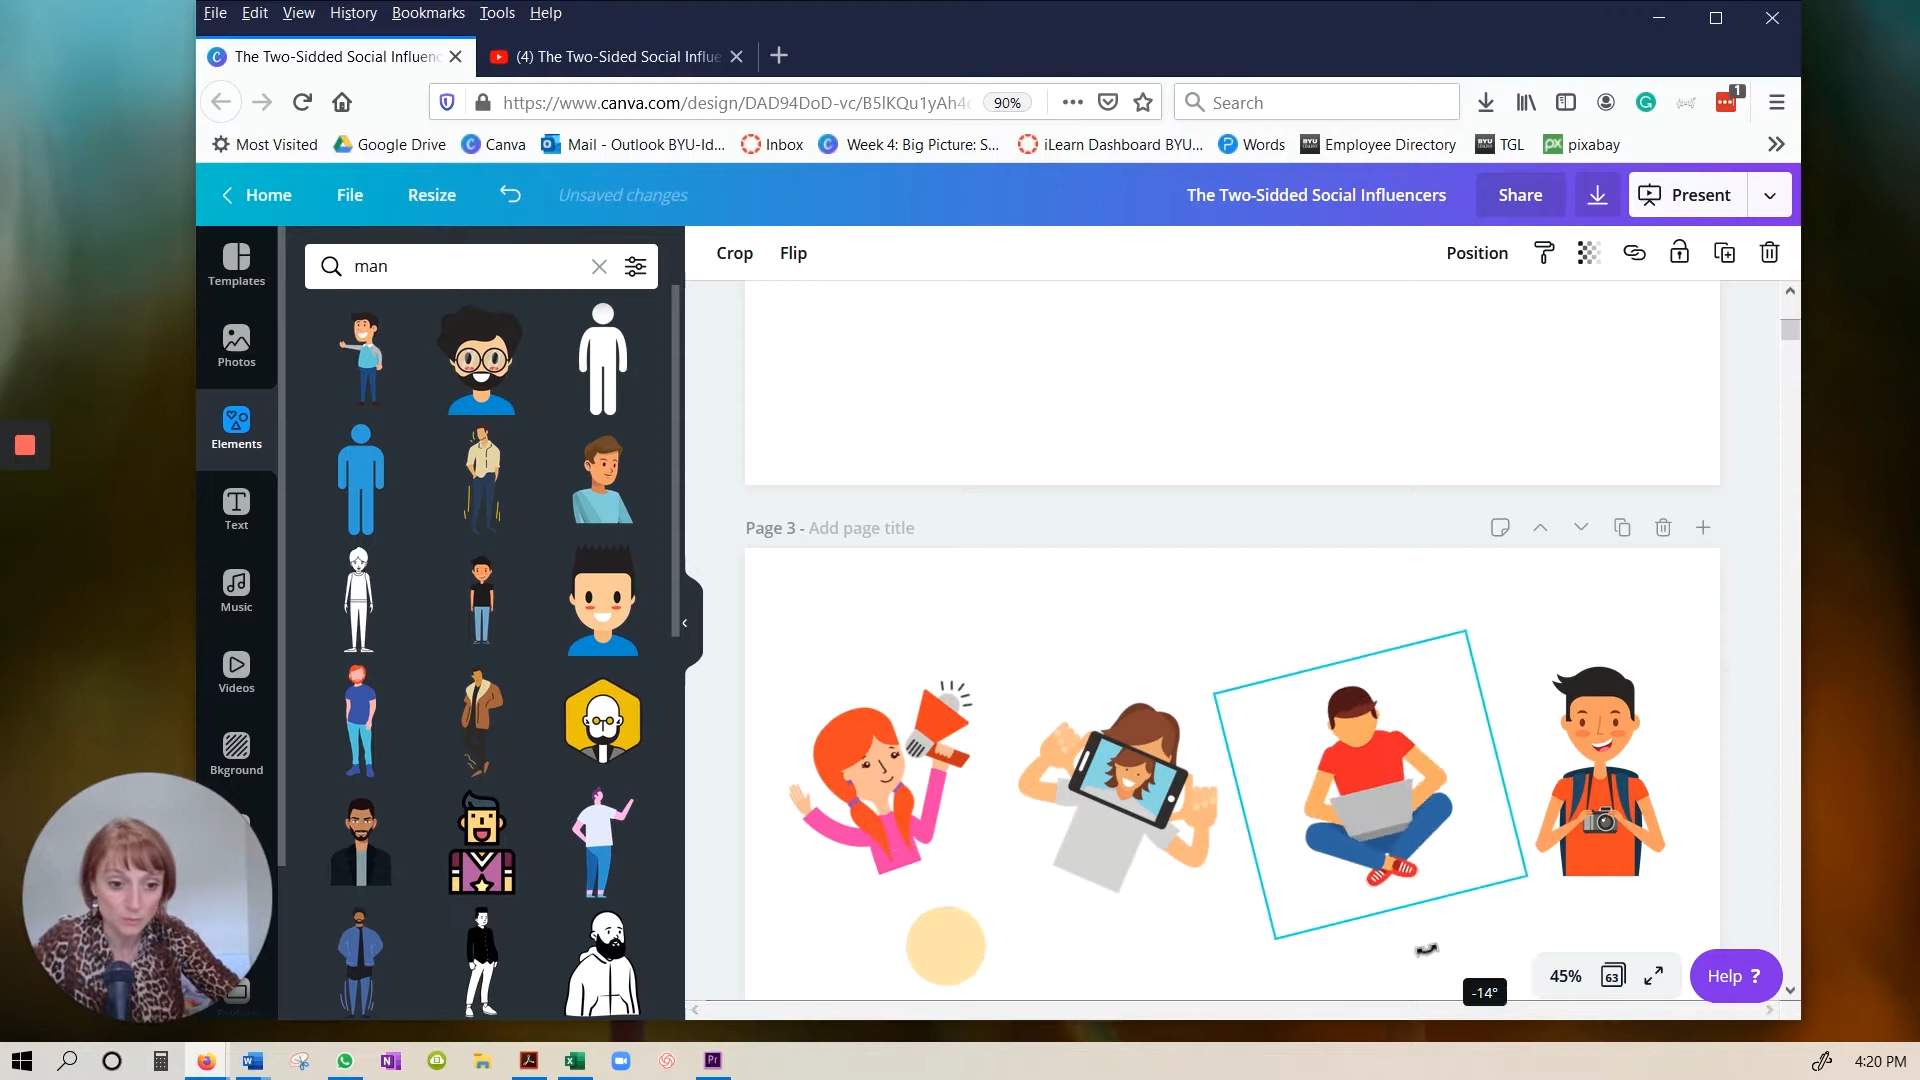 File Edit View History Bookmarks Tools Help
The Two-Sidded Social Influenc
(4) The Two-Sided Social Influe
https://www.canva.com/design/DAD94DoD-vc/B5lKQu1yAh4c
90%
Search
1
Most Visited Google Drive Canva Mail - Outlook BYU-Id... Inbox Week 4: Big Picture: S... iLearn Dashboard BYU... Words Employee Directory TGL pixabay
Home File Resize Unsaved changes The Two-Sidded Social Influencers Share Present
Templates
Photos
Elements
Text
Music
Videos
Bkground
man
Crop Flip Position
Page 3 - Add page title
-14°
45%
63
Help ?
4:20 PM